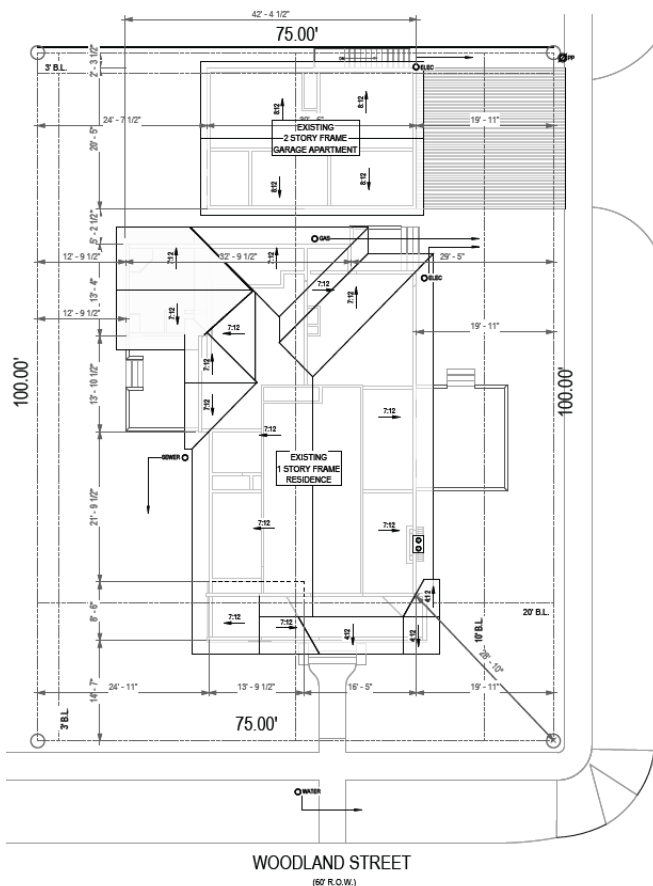 42' - 4 1/2"
75.00'
2' - 3 1/2"
3' B.L.
ELEC
PP
24' - 7 1/2"
19' - 11"
20' - 5"
8:12
8:12
EXISTING
2 STORY FRAME
GARAGE APARTMENT
8:12
8:12
5' - 2 1/2"
GAS
12' - 9 1/2"
7:12
32' - 9 1/2"
7:12
29' - 5"
ELEC
13' - 4"
7:12
7:12
7:12
12' - 9 1/2"
7:12
19' - 11"
100.00'
7:12
100.00'
13' - 10 1/2"
7:12
7:12
7:12
SEWER
EXISTING
1 STORY FRAME
RESIDENCE
21' - 9 1/2"
7:12
7:12
4:12
8' - 6"
20' B.L.
7:12
7:12
4:12
4:12
10' B.L.
28' - 10"
14' - 7"
24' - 11"
13' - 9 1/2"
16' - 5"
19' - 11"
3' B.L.
75.00'
WATER
WOODLAND STREET
(60' R.O.W.)